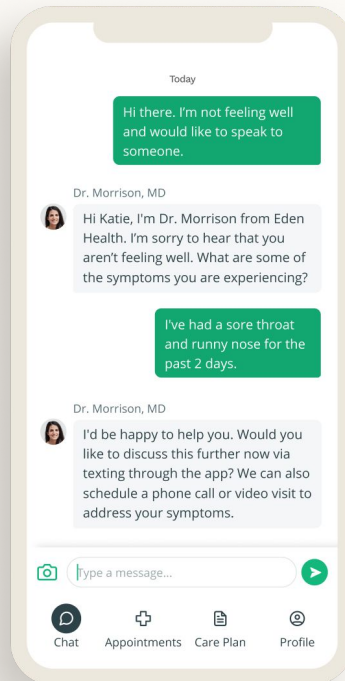 Today
Hi there. I'm not feeling well
and would like to speak to
someone.
Dr. Morrison, MD
Hi Katie, I'm Dr. Morrison from Eden
Health. I'm sorry to hear that you
aren't feeling well. What are some of
the symptoms you are experiencing?
I've had a sore throat
and runny nose for the
past 2 days.
Dr. Morrison, MD
I'd be happy to help you. Would you
like to discuss this further now via
texting through the app? We can also
schedule a phone call or video visit to
address your symptoms.
Type a message...
Chat Appointments Care Plan Profile